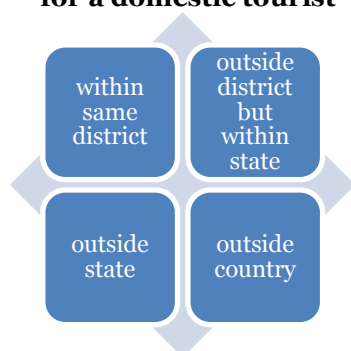 for a domestic tourist
within
same
district
outside
district
but
within
state
outside
state
outside
country